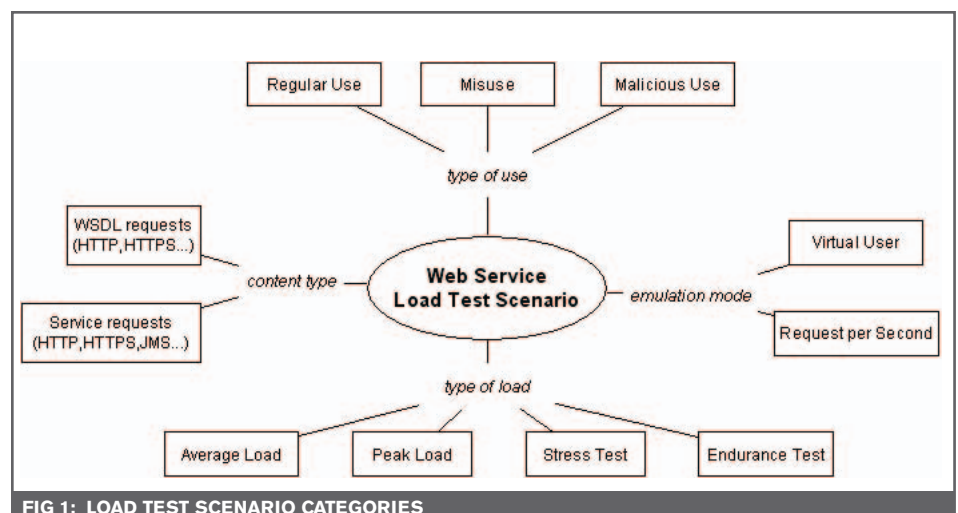 Regular Use
Misuse
Malicious Use
type of use
WSDL requests
(HTTP,HTTPS...)
Virtual User
content type
Web Service
Load Test Scenario
emulation mode
Service requests
(HTTP,HTTPS,JMS...)
Request per Second
type of load
Average Load
Peak Load
Stress Test
Endurance Test
FIG 1: LOAD TEST SCENARIO CATEGORIES